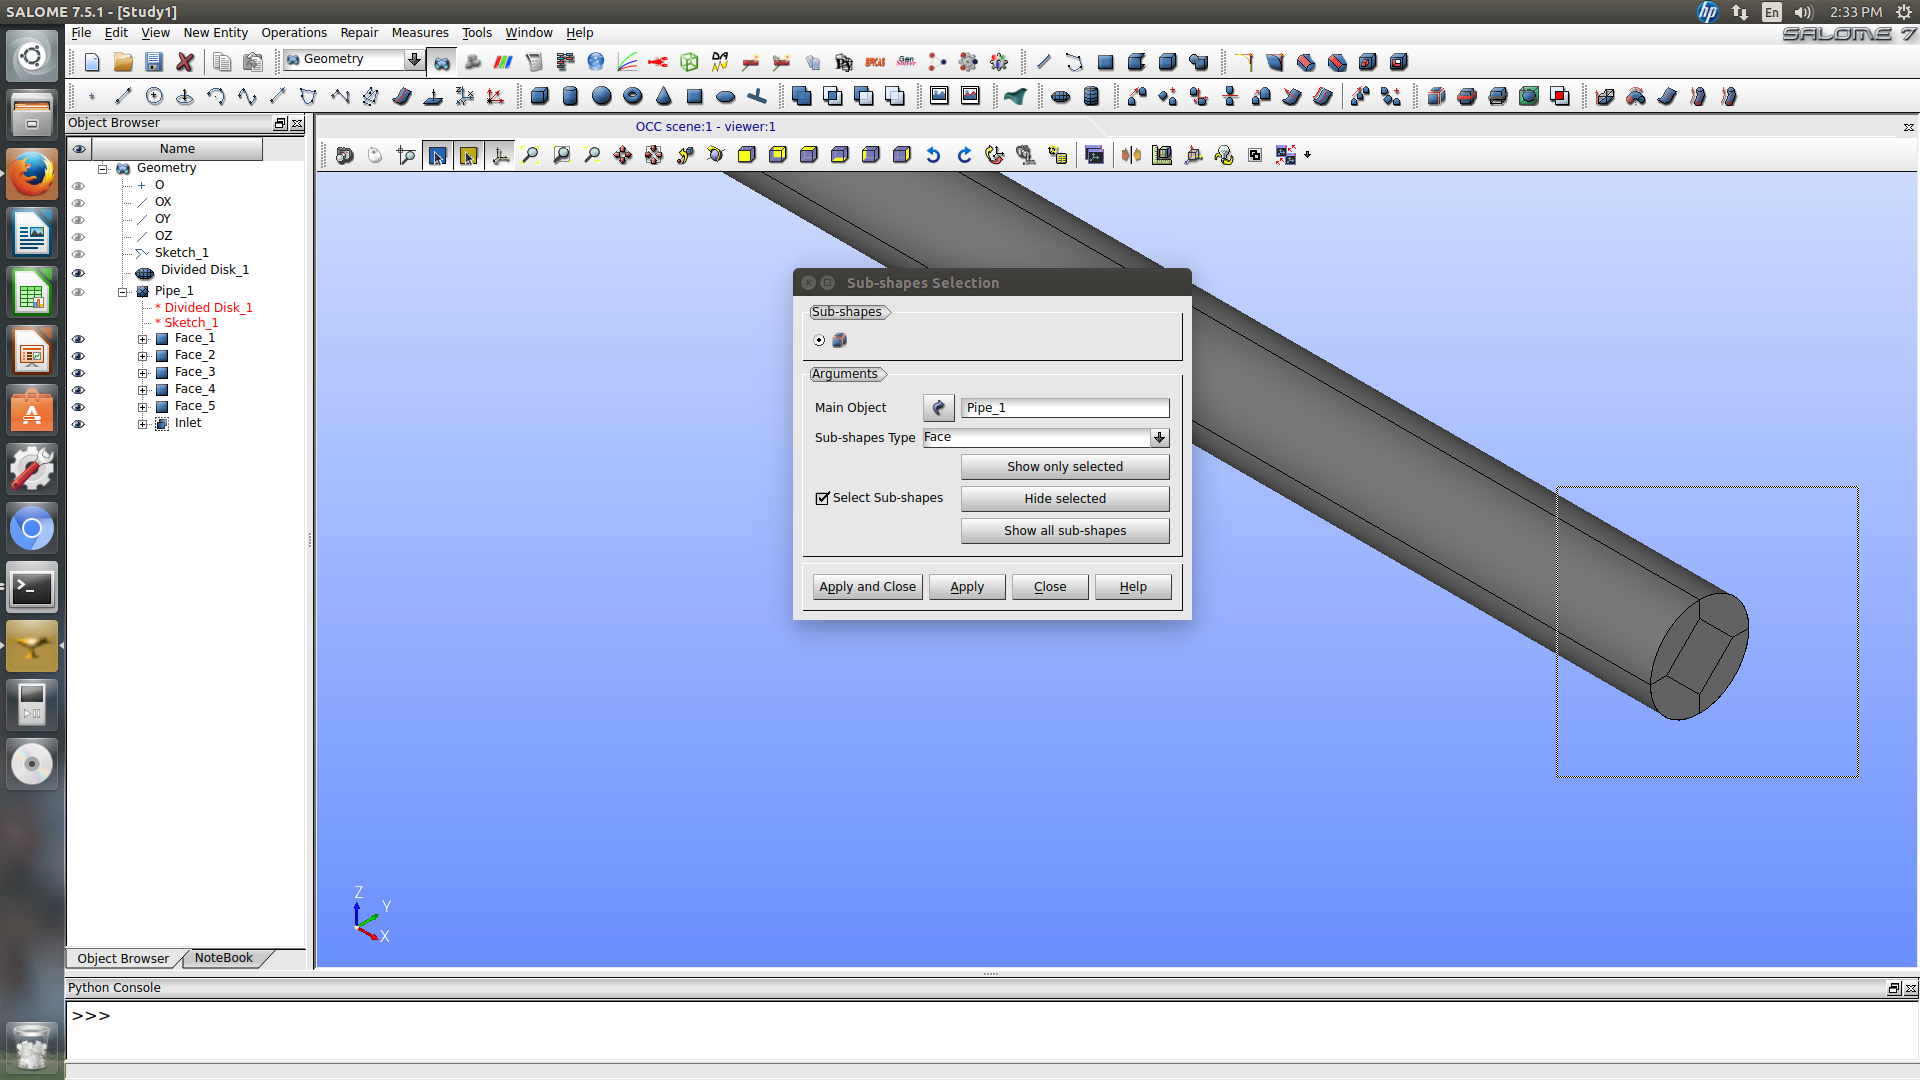 SALOME 7.5.1 - [Study1]
En
2:33 PM
File Edit View New Entity Operations Repair Measures Tools Window Help
SALOME 7
Geometry
Object Browser
OCC scene:1 - viewer:1
Name
Geometry
O
OX
OY
OZ
Sketch_1
Divided Disk_1
Pipe_1
* Divided Disk_1
* Sketch_1
Face_1
Face_2
Face_3
Face_4
Face_5
Inlet
Sub-shapes Selection
Sub-shapes
Arguments
Main Object Pipe_1
Sub-shapes Type Face
Show only selected
Select Sub-shapes Hide selected
Show all sub-shapes
Apply and Close Apply Close Help
Z
Y
X
Object Browser NoteBook
Python Console
>>>